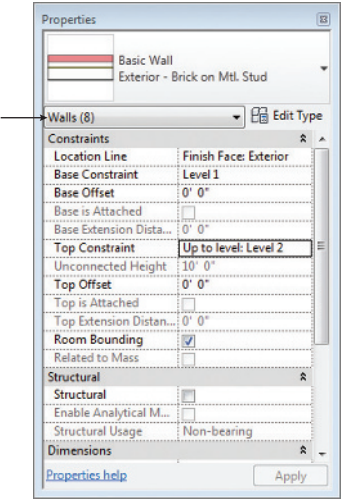 Properties
Basic Wall
Exterior - Brick on Mtl. Stud
Walls (8) Edit Type
Constraints
Location Line Finish Face: Exterior
Base Constraint Level 1
Base Offset 0' 0"
Base is Attached
Base Extension Dista... 0' 0"
Top Constraint Up to level: Level 2
Unconnected Height 10' 0"
Top Offset 0' 0"
Top is Attached
Top Extension Distan... 0' 0"
Room Bounding
Related to Mass
Structural
Structural
Enable Analytical M...
Structural Usage Non-bearing
Dimensions
Properties help Apply